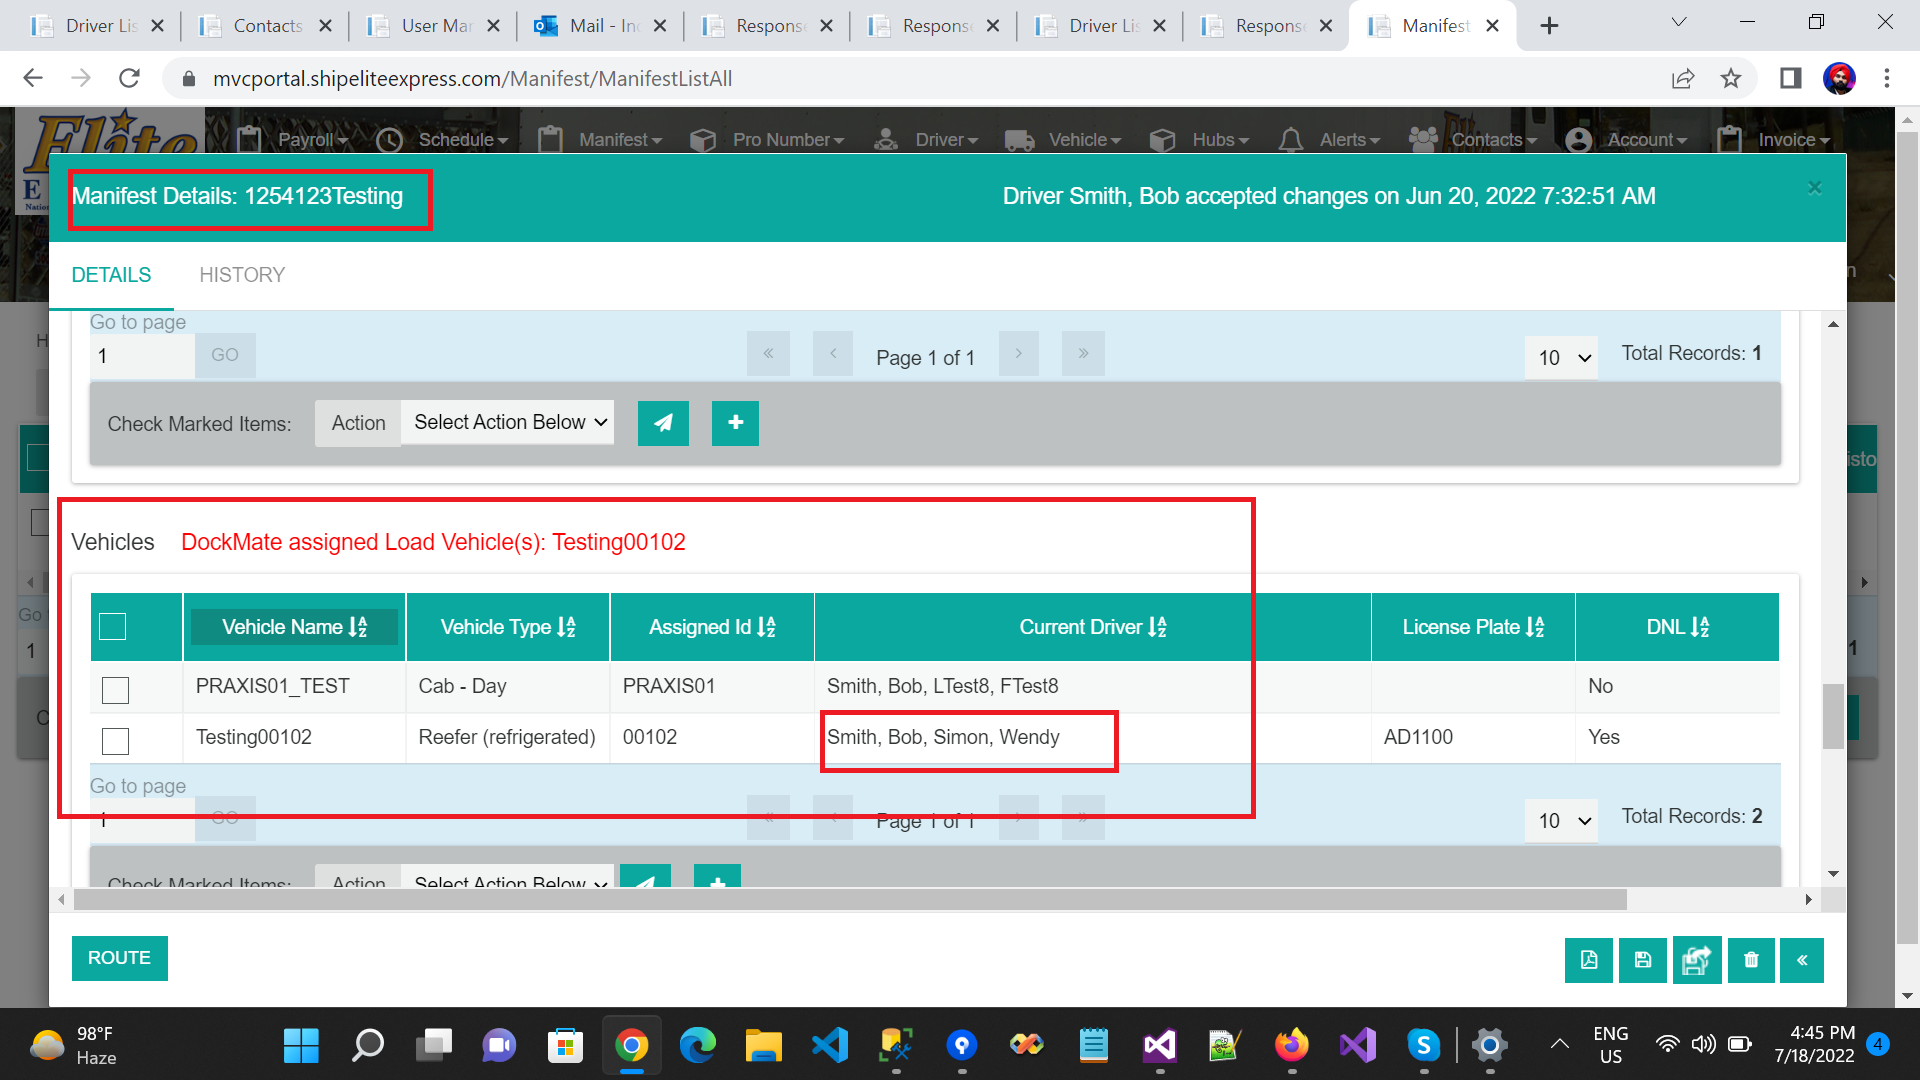 Driver Lis
Contacts
User Mar
Mail - In
Respons
Respons
Driver Lis
Respons
Manifest
mvcportal.shipeliteexpress.com/Manifest/ManifestListAll
Elite
E
Nation
Payroll
Schedule
Manifest
Pro Number
Driver
Vehicle
Hubs
Alerts
Contacts
Account
Invoice
Manifest Details: 1254123Testing
Driver Smith, Bob accepted changes on Jun 20, 2022 7:32:51 AM
×
n
DETAILS
HISTORY
H
Go to page
1
GO
«
‹
Page 1 of 1
›
»
10
Total Records: 1
Check Marked Items:
Action
Select Action Below
isto
Vehicles
DockMate assigned Load Vehicle(s): Testing00102
Vehicle Name
Vehicle Type
Assigned Id
Current Driver
License Plate
DNL
Go
1
1
PRAXIS01_TEST
Cab - Day
PRAXIS01
Smith, Bob, LTest8, FTest8
No
C
Testing00102
Reefer (refrigerated)
00102
Smith, Bob, Simon, Wendy
AD1100
Yes
Go to page
1
GO
«
‹
Page 1 of 1
›
»
10
Total Records: 2
Check Marked Items:
Action
Select Action Below
ROUTE
«
98°F
Haze
ENG
US
4:45 PM
7/18/2022
4